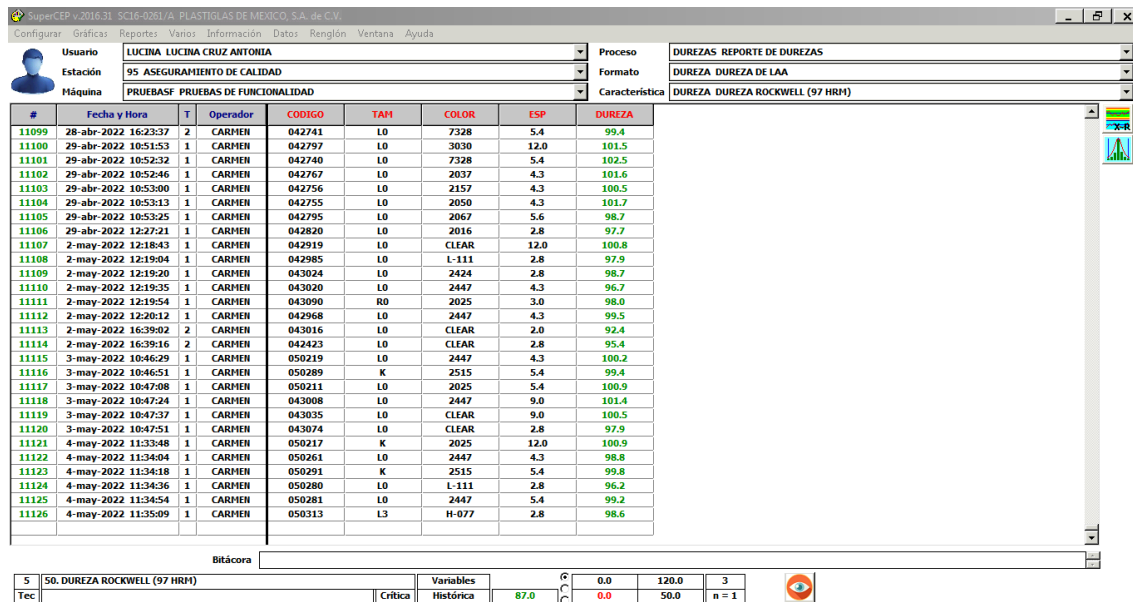 SuperCEP v.2016.31 SC16-0261/A PLASTIGLAS DE MEXICO, S.A. de C.V.
Configurar Gráficas Reportes Varios Información Datos Renglón Ventana Ayuda
Usuario LUCINA LUCINA CRUZ ANTONIA Proceso DUREZAS REPORTE DE DUREZAS
Estación 95 ASEGURAMIENTO DE CALIDAD Formato DUREZA DUREZA DE LAA
Máquina PRUEBASF PRUEBAS DE FUNCIONALIDAD Característica DUREZA DUREZA ROCKWELL (97 HRM)
# Fecha y Hora T Operador CODIGO TAM COLOR ESP DUREZA
11099 28-abr-2022 16:23:37 2 CARMEN 042741 L0 7328 5.4 99.4
11100 29-abr-2022 10:51:53 1 CARMEN 042797 L0 3030 12.0 101.5
11101 29-abr-2022 10:52:32 1 CARMEN 042740 L0 7328 5.4 102.5
11102 29-abr-2022 10:52:46 1 CARMEN 042767 L0 2037 4.3 101.6
11103 29-abr-2022 10:53:00 1 CARMEN 042756 L0 2157 4.3 100.5
11104 29-abr-2022 10:53:13 1 CARMEN 042755 L0 2050 4.3 101.7
11105 29-abr-2022 10:53:25 1 CARMEN 042795 L0 2067 5.6 98.7
11106 29-abr-2022 12:27:21 1 CARMEN 042820 L0 2016 2.8 97.7
11107 2-may-2022 12:18:43 1 CARMEN 042919 L0 CLEAR 12.0 100.8
11108 2-may-2022 12:19:04 1 CARMEN 042985 L0 L-111 2.8 97.9
11109 2-may-2022 12:19:20 1 CARMEN 043024 L0 2424 2.8 98.7
11110 2-may-2022 12:19:35 1 CARMEN 043020 L0 2447 4.3 96.7
11111 2-may-2022 12:19:54 1 CARMEN 043090 R0 2025 3.0 98.0
11112 2-may-2022 12:20:12 1 CARMEN 042968 L0 2447 4.3 99.5
11113 2-may-2022 16:39:02 2 CARMEN 043016 L0 CLEAR 2.0 92.4
11114 2-may-2022 16:39:16 2 CARMEN 042423 L0 CLEAR 2.8 95.4
11115 3-may-2022 10:46:29 1 CARMEN 050219 L0 2447 4.3 100.2
11116 3-may-2022 10:46:51 1 CARMEN 050289 K 2515 5.4 99.4
11117 3-may-2022 10:47:08 1 CARMEN 050211 L0 2025 5.4 100.9
11118 3-may-2022 10:47:24 1 CARMEN 043008 L0 2447 9.0 101.4
11119 3-may-2022 10:47:37 1 CARMEN 043035 L0 CLEAR 9.0 100.5
11120 3-may-2022 10:47:51 1 CARMEN 043074 L0 CLEAR 2.8 97.9
11121 4-may-2022 11:33:48 1 CARMEN 050217 K 2025 12.0 100.9
11122 4-may-2022 11:34:04 1 CARMEN 050261 L0 2447 4.3 98.8
11123 4-may-2022 11:34:18 1 CARMEN 050291 K 2515 5.4 99.8
11124 4-may-2022 11:34:36 1 CARMEN 050280 L0 L-111 2.8 96.2
11125 4-may-2022 11:34:54 1 CARMEN 050281 L0 2447 5.4 99.2
11126 4-may-2022 11:35:09 1 CARMEN 050313 L3 H-077 2.8 98.6
X-R
Bitácora
5 50. DUREZA ROCKWELL (97 HRM) Variables 0.0 120.0 3
Tec Crítica Histórica 87.0 0.0 50.0 n = 1